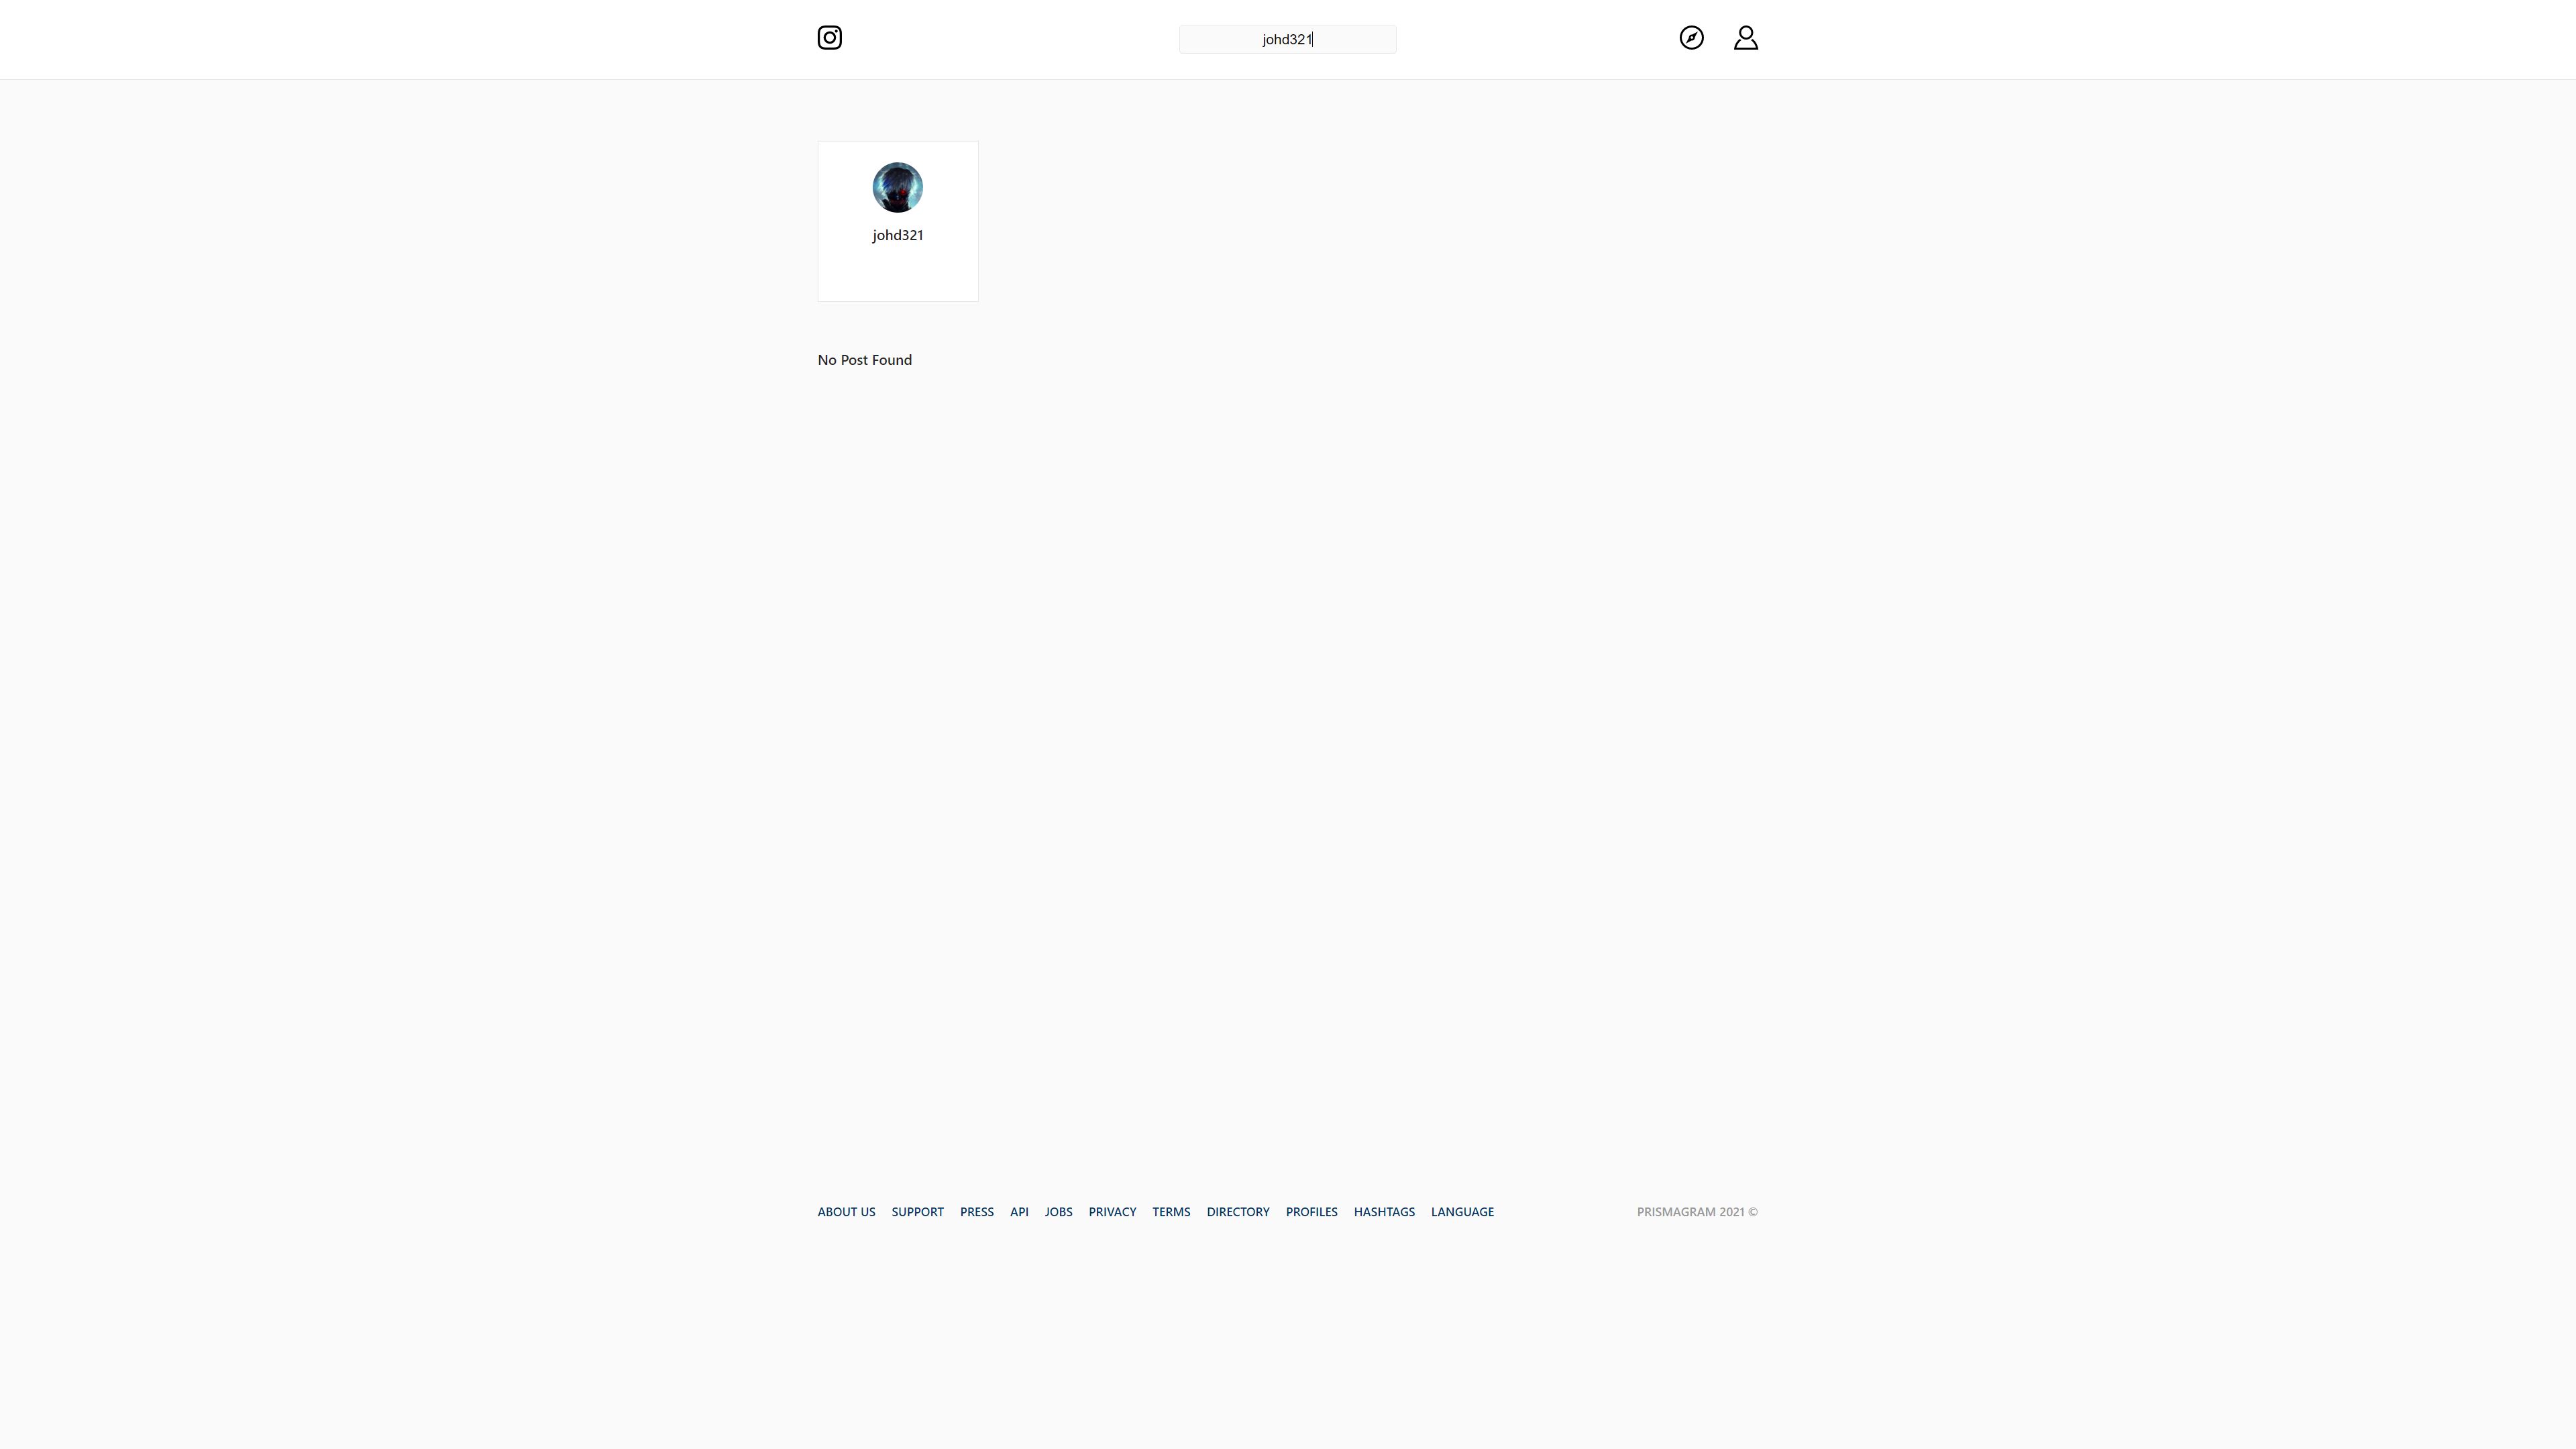 johd321
johd321
No Post Found
ABOUT US SUPPORT PRESS API JOBS PRIVACY TERMS DIRECTORY PROFILES HASHTAGS LANGUAGE PRISMAGRAM 2021 ©